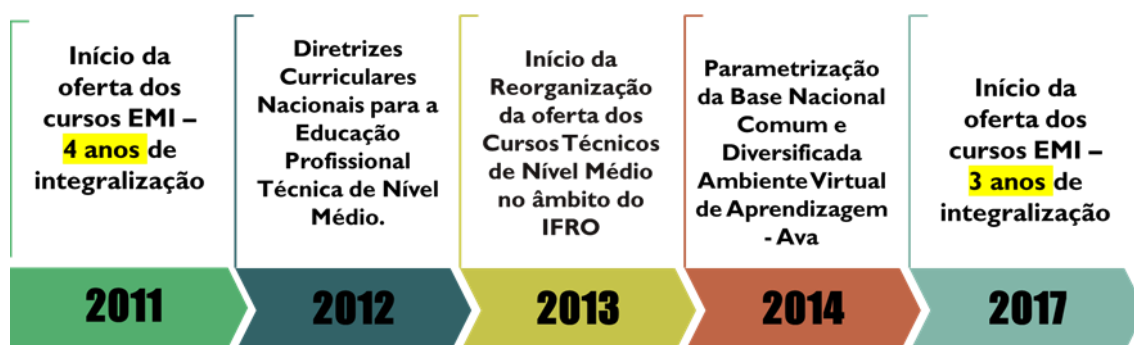 Início da
oferta dos
cursos EMI –
4 anos de
integralização
2011
Diretrizes
Curriculares
Nacionais para a
Educação
Profissional
Técnica de Nível
Médio.
2012
Início da
Reorganização
da oferta dos
Cursos Técnicos
de Nível Médio
no âmbito do
IFRO
2013
Parametrização
da Base Nacional
Comum e
Diversificada
Ambiente Virtual
de Aprendizagem
- Ava
2014
Início da
oferta dos
cursos EMI –
3 anos de
integralização
2017